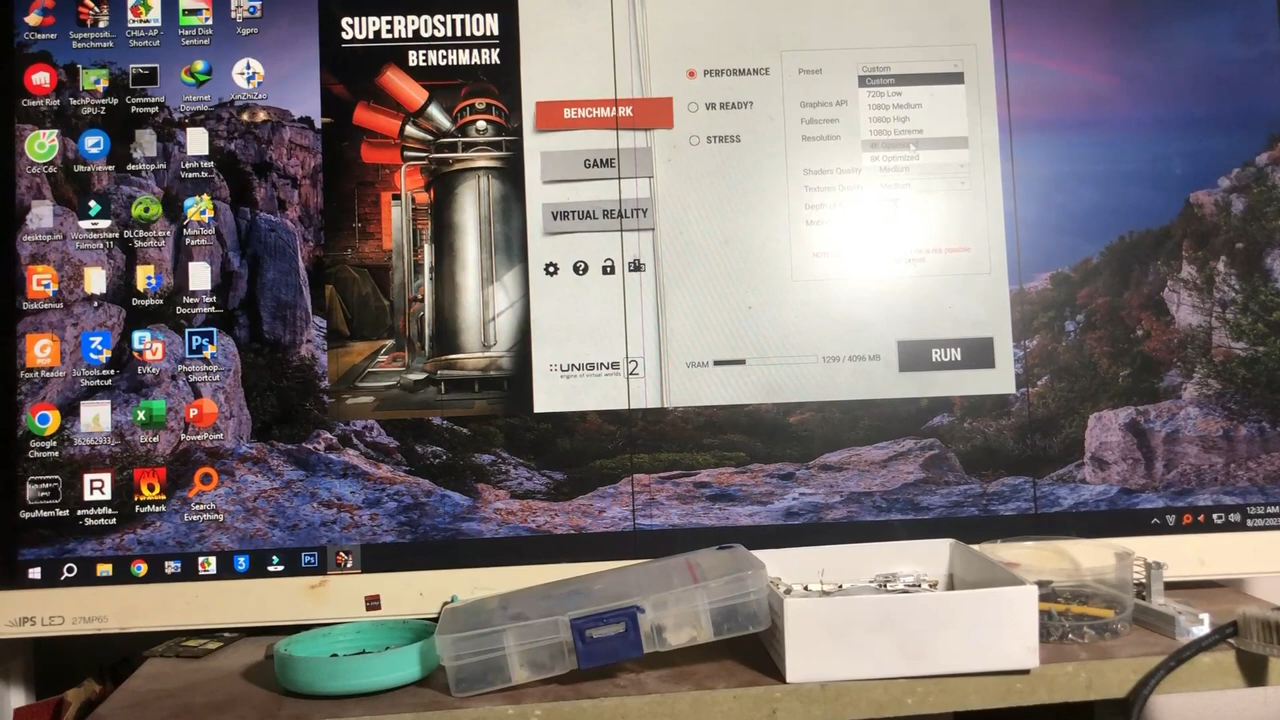 CCleaner
Superposi...
Benchmark
CHIA-AP -
Shortcut
Hard Disk
Sentinel
Xgpro
Client Riot
TechPowerUp
GPU-Z
Command
Prompt
Internet
Downlo...
XinZhiZao
Cốc Cốc
UltraViewer
desktop.ini
Lệnh test
Vram.tx...
desktop.ini
Wondershare
Filmora 11
DLCBoot.exe
- Shortcut
MiniTool
Partiti...
DiskGenius
a
Dropbox
New Text
Document....
Foxit Reader
3uTools.exe -
Shortcut
EVKey
Photoshop...
Shortcut
Google
Chrome
362662933_...
Excel
PowerPoint
GpuMemTest
amdvbfla...
- Shortcut
FurMark
Search
Everything
SUPERPOSITION
BENCHMARK
BENCHMARK
GAME
VIRTUAL REALITY
::UNIGINE 2
engine of virtual worlds
PERFORMANCE
VR READY?
STRESS
Preset
Custom
Custom
720p Low
1080p Medium
1080p High
1080p Extreme
8K Optimized
Graphics API
Fullscreen
Resolution
Shaders Quality
Medium
Textures Quality
Medium
VRAM
1299 / 4096 MB
RUN
12:32 AM
IPS LED 27MP65